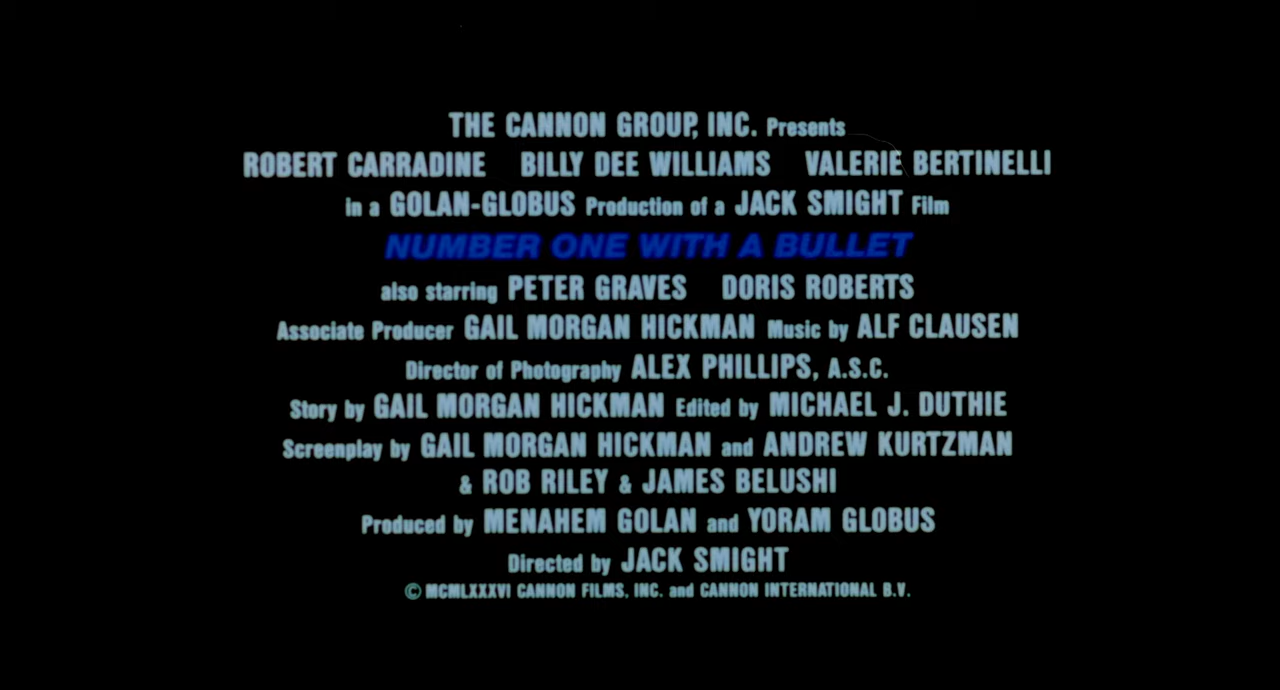 THE CANNON GROUP, INC. Presents
ROBERT CARRADINE BILLY DEE WILLIAMS VALERIE BERTINELLI
in a GOLAN-GLOBUS Production of a JACK SMIGHT Film
NUMBER ONE WITH A BULLET
also starring PETER GRAVES DORIS ROBERTS
Associate Producer GAIL MORGAN HICKMAN Music by ALF CLAUSEN
Director of Photography ALEX PHILLIPS, A.S.C.
Story by GAIL MORGAN HICKMAN Edited by MICHAEL J. DUTHIE
Screenplay by GAIL MORGAN HICKMAN and ANDREW KURTZMAN
& ROB RILEY & JAMES BELUSHI
Produced by MENAHEM GOLAN and YORAM GLOBUS
Directed by JACK SMIGHT
© MCMLXXXVI CANNON FILMS, INC. and CANNON INTERNATIONAL B.V.